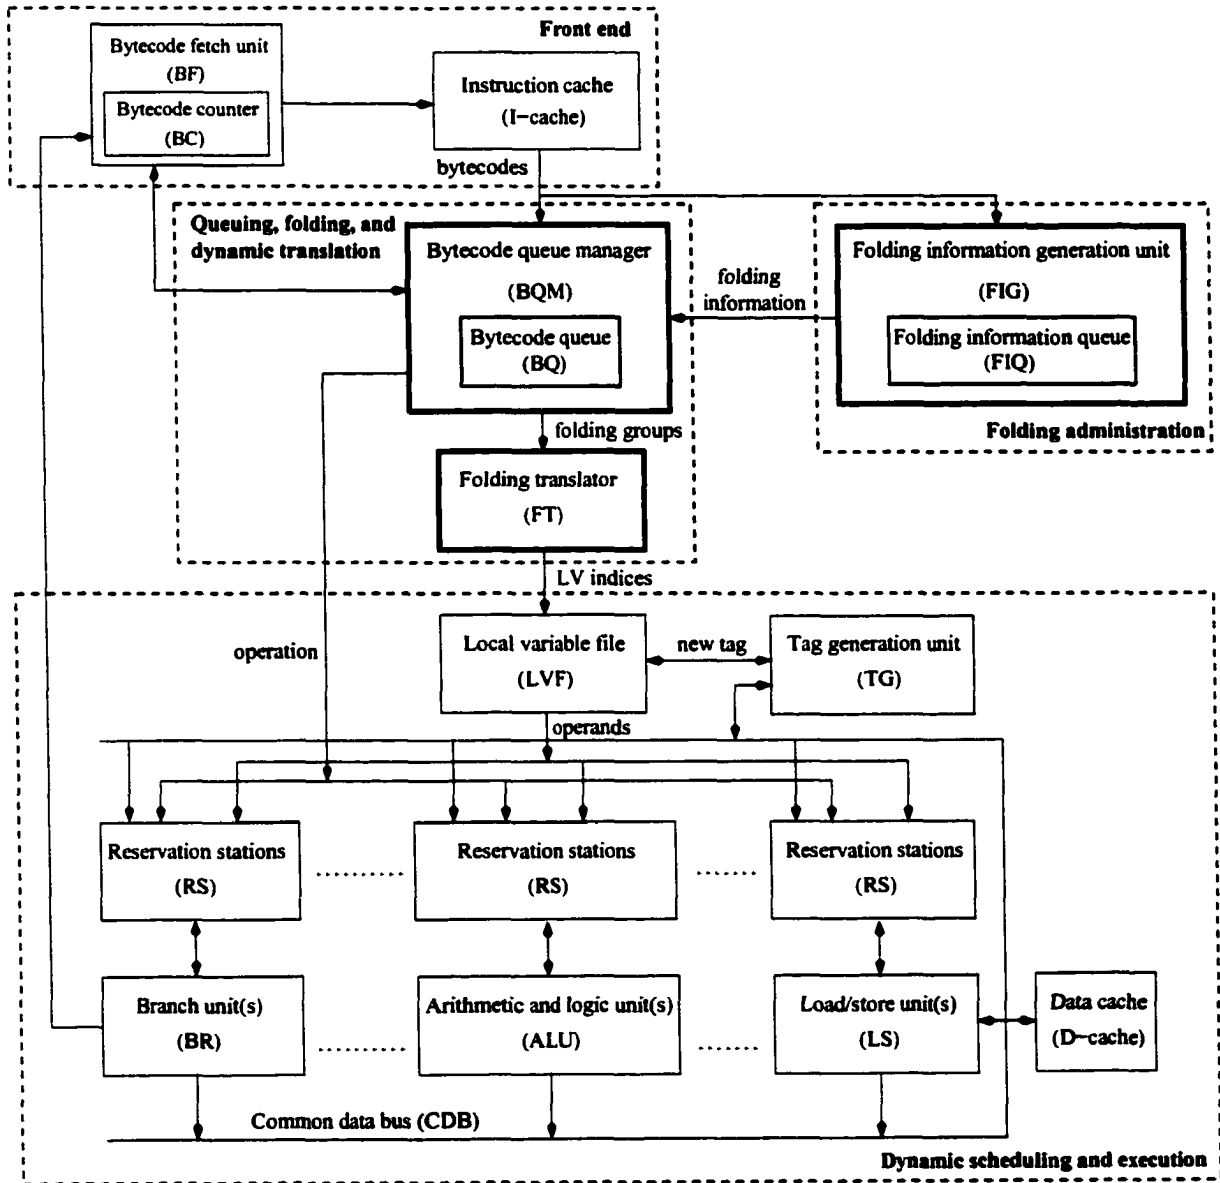 Front end
Bytecode fetch unit
(BF)
Bytecode counter
(BC)
Instruction cache
(I-cache)
bytecodes
Queuing, folding, and
dynamic translation
Bytecode queue manager
(BQM)
Bytecode queue
(BQ)
folding
information
Folding information generation unit
(FIG)
Folding information queue
(FIQ)
Folding administration
folding groups
Folding translator
(FT)
LV indices
operation
Local variable file
(LVF)
new tag
Tag generation unit
(TG)
operands
Reservation stations
(RS)
Reservation stations
(RS)
Reservation stations
(RS)
Branch unit(s)
(BR)
Arithmetic and logic unit(s)
(ALU)
Load/store unit(s)
(LS)
Data cache
(D-cache)
Common data bus (CDB)
Dynamic scheduling and execution